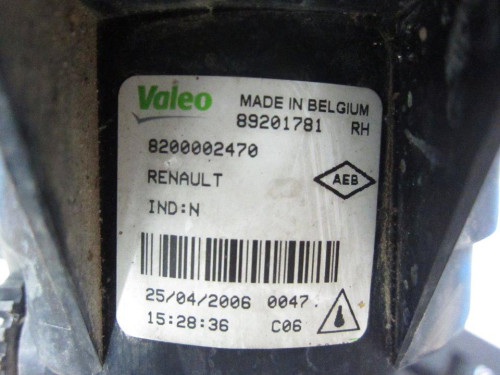 Valeo MADE IN BELGIUM
89201781 RH
8200002470
RENAULT AEB
IND:N
25/04/2006 0047
15:28:36 C06